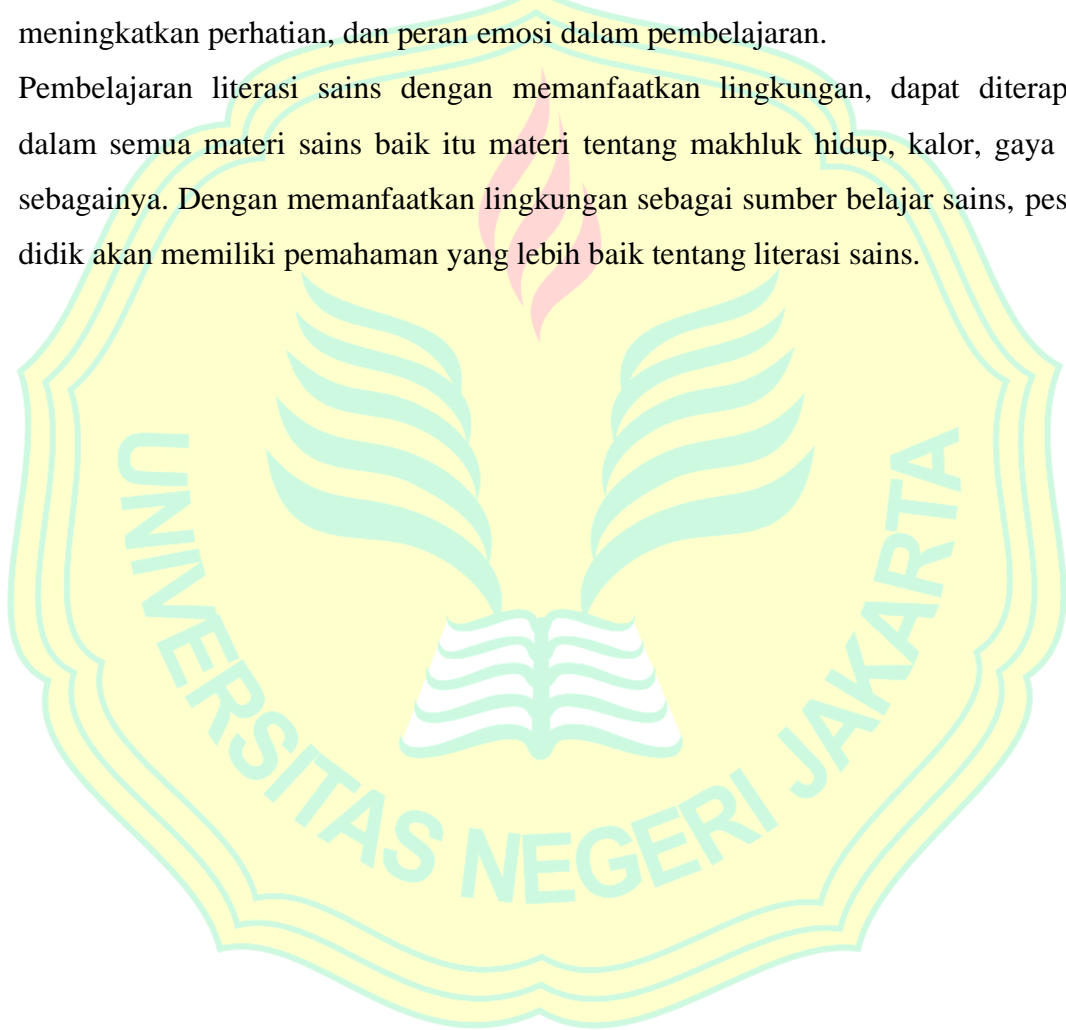 meningkatkan perhatian, dan peran emosi dalam pembelajaran.
Pembelajaran literasi sains dengan memanfaatkan lingkungan, dapat diterap
dalam semua materi sains baik itu materi tentang makhluk hidup, kalor, gaya
sebagainya. Dengan memanfaatkan lingkungan sebagai sumber belajar sains, pes
didik akan memiliki pemahaman yang lebih baik tentang literasi sains.
UNIVERSITAS NEGERI JAKARTA